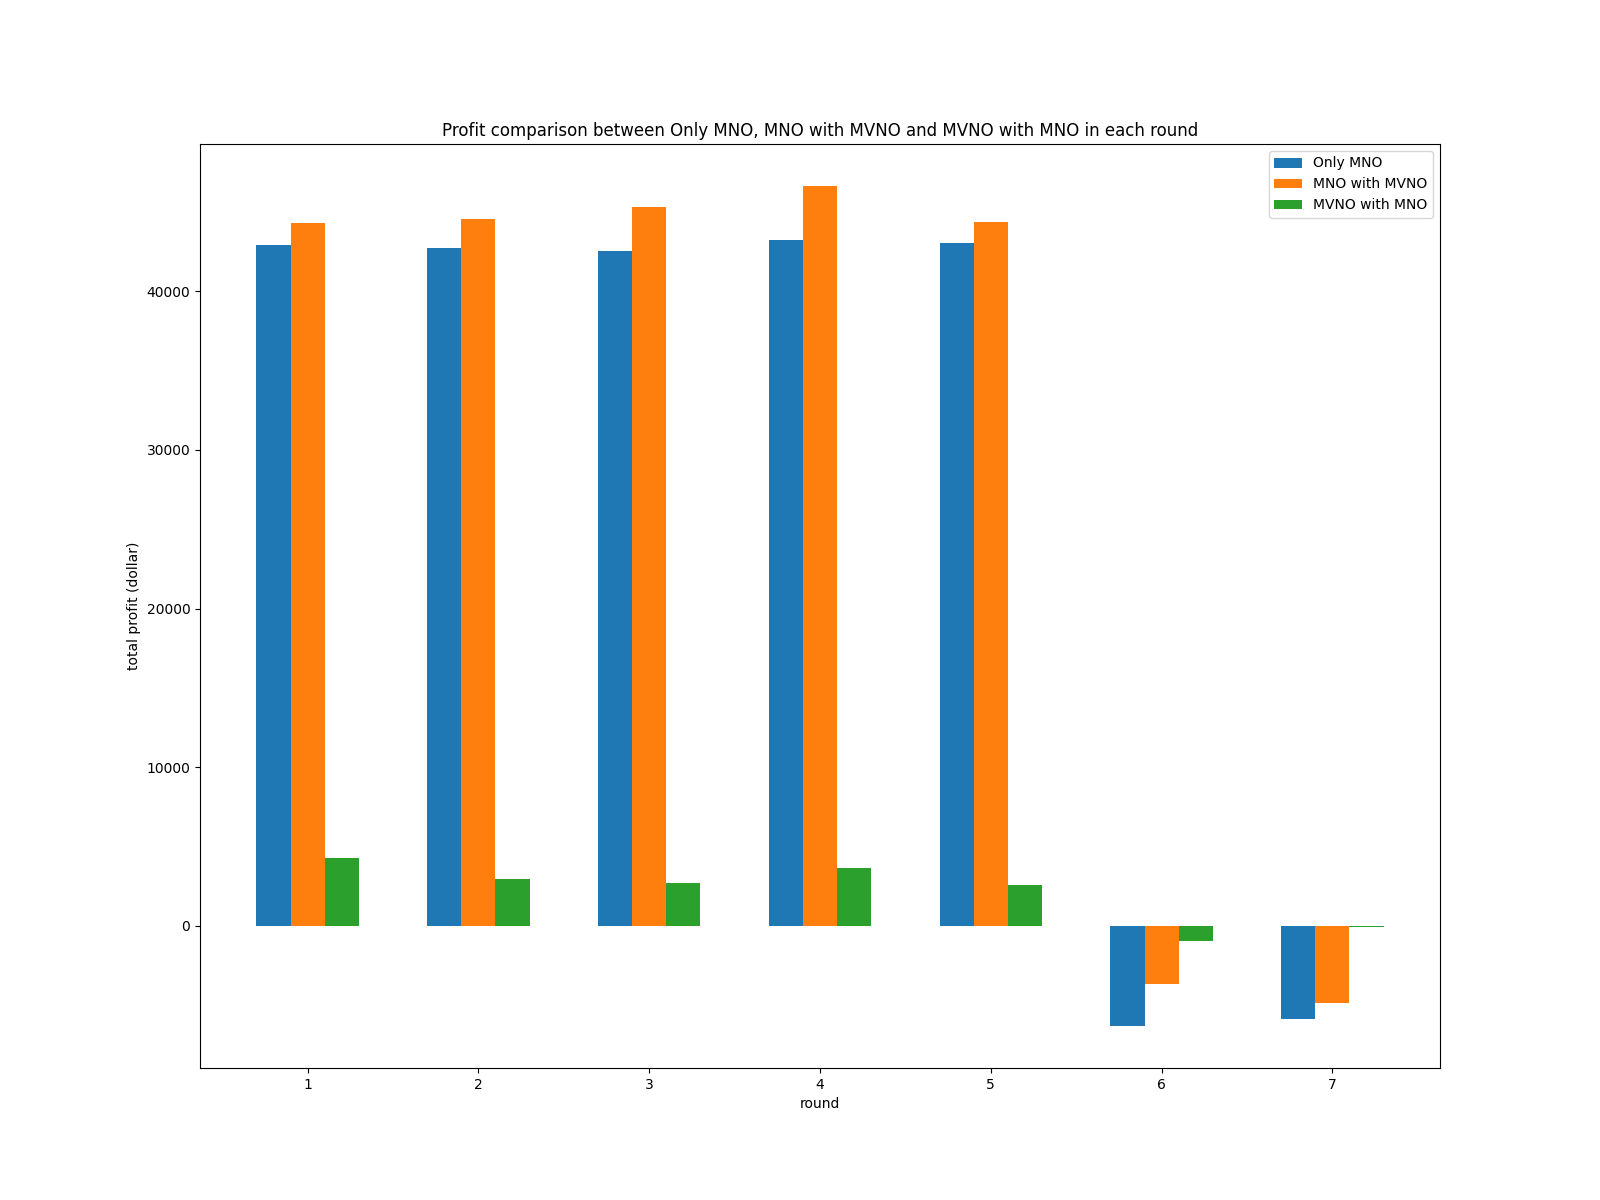 Profit comparison between Only MNO, MNO with MVNO and MVNO with MNO in each round
Only MNO
MNO with MVNO
MVNO with MNO
40000
30000
20000
10000
0
total profit (dollar)
1 2 3 4 5 6 7
round